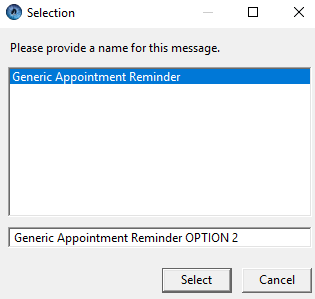 Selection
Please provide a name for this message.
Generic Appointment Reminder
Generic Appointment Reminder OPTION 2
Select
Cancel